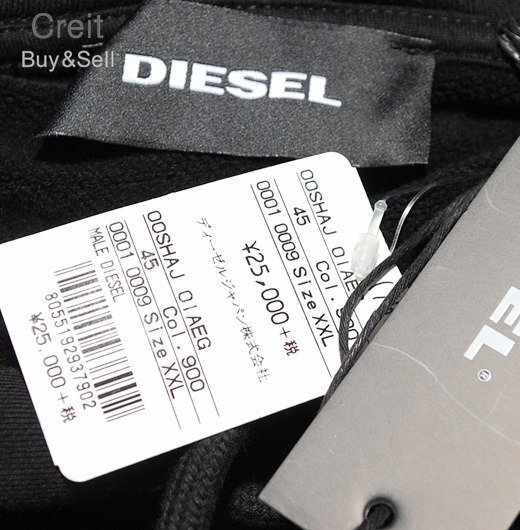 Creit
Buy&Sell
DIESEL
00SHAJ 0IAEG
45 Col. 900
0001 0009 Size XXL
ディーゼルジャパン株式会社
¥25,000+税
00SHAJ 0IAEG
45 Col. 900
0001 0009 Size XXL
MALE DIESEL
8055192937902
¥25,000+税
EL
®